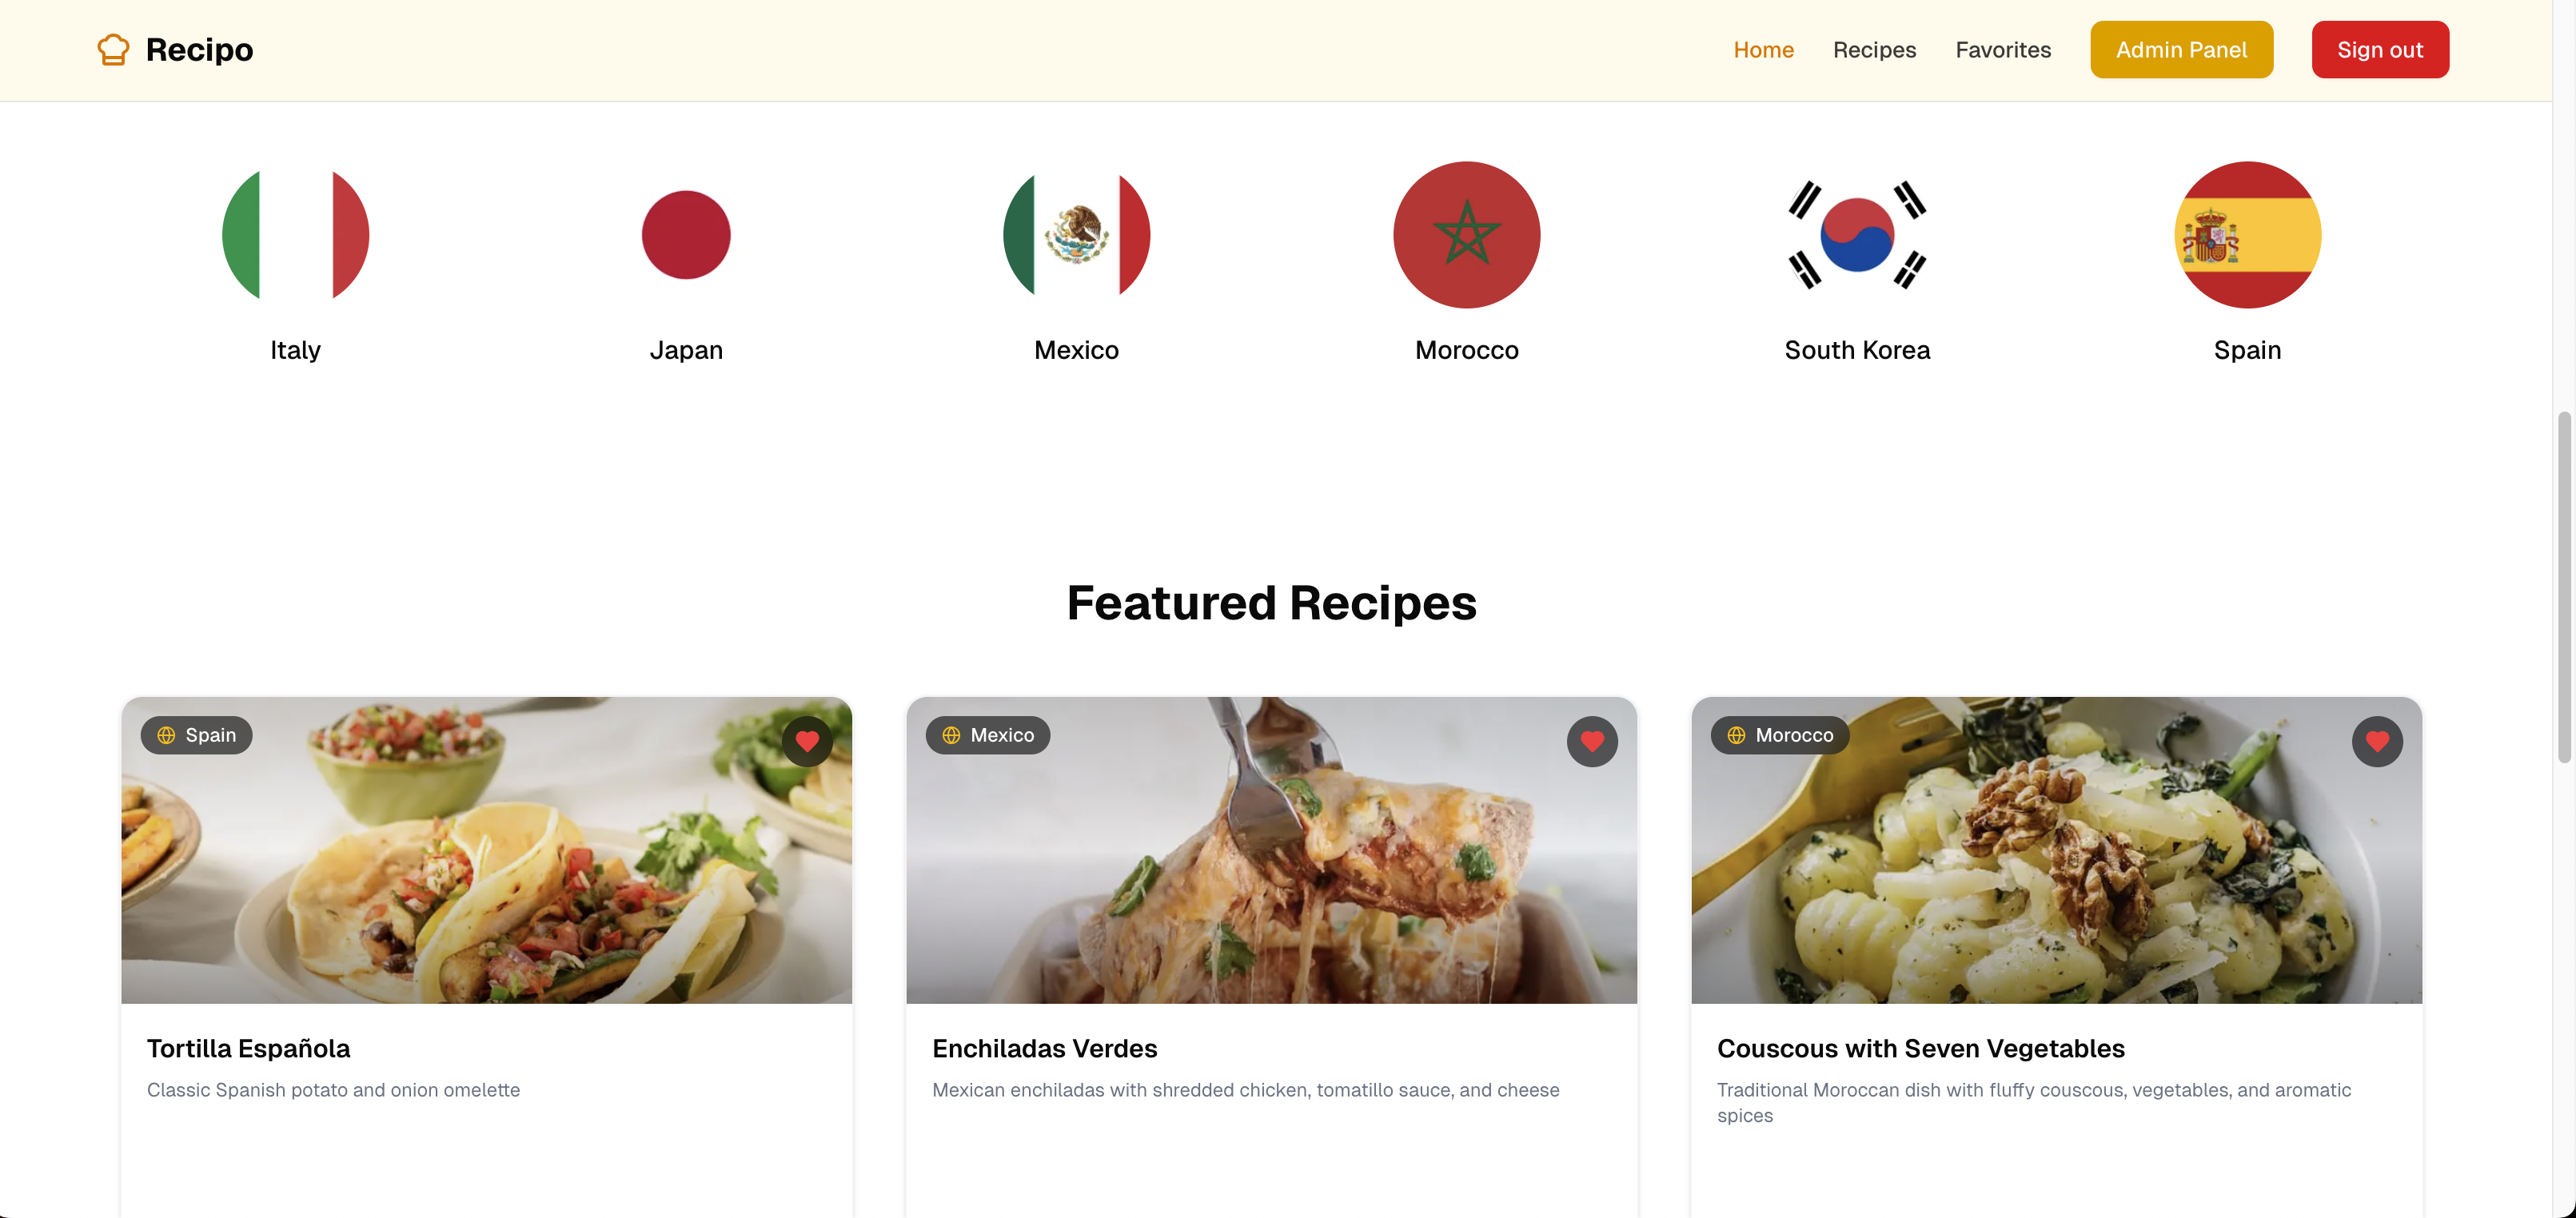 Recipo
Home
Recipes
Favorites
Admin Panel
Sign out
Italy
Japan
Mexico
Morocco
South Korea
Spain
Featured Recipes
Spain
Mexico
Morocco
Tortilla Española
Classic Spanish potato and onion omelette
Enchiladas Verdes
Mexican enchiladas with shredded chicken, tomatillo sauce, and cheese
Couscous with Seven Vegetables
Traditional Moroccan dish with fluffy couscous, vegetables, and aromatic
spices